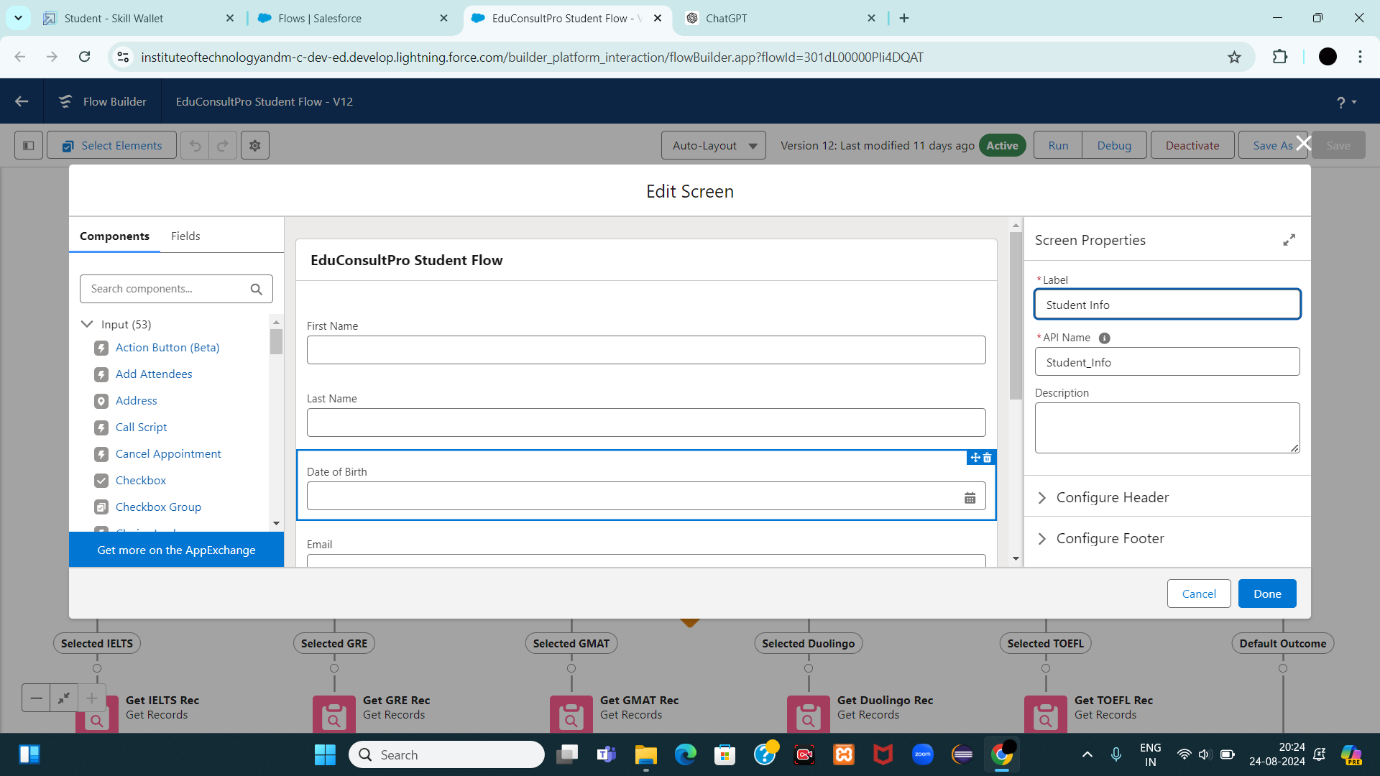 Student - Skill Wallet
Flows | Salesforce
EduConsultPro Student Flow - V
ChatGPT
instituteoftechnologyandm-c-dev-ed.develop.lightning.force.com/builder_platform_interaction/flowBuilder.app?flowId=301dL00000PIi4DQAT
Flow Builder
EduConsultPro Student Flow - V12
?
Select Elements
Auto-Layout
Version 12: Last modified 11 days ago
Active
Run
Debug
Deactivate
Save As
Save
Edit Screen
Components
Fields
Search components...
Input (53)
Action Button (Beta)
Add Attendees
Address
Call Script
Cancel Appointment
Checkbox
Checkbox Group
Get more on the AppExchange
EduConsultPro Student Flow
First Name
Last Name
Date of Birth
Email
Screen Properties
* Label
Student Info
* API Name
Student_Info
Description
Configure Header
Configure Footer
Cancel
Done
Selected IELTS
Selected GRE
Selected GMAT
Selected Duolingo
Selected TOEFL
Default Outcome
Get IELTS Rec
Get Records
Get GRE Rec
Get Records
Get GMAT Rec
Get Records
Get Duolingo Rec
Get Records
Get TOEFL Rec
Get Records
Search
zoom
ENG
IN
20:24
24-08-2024
PRE